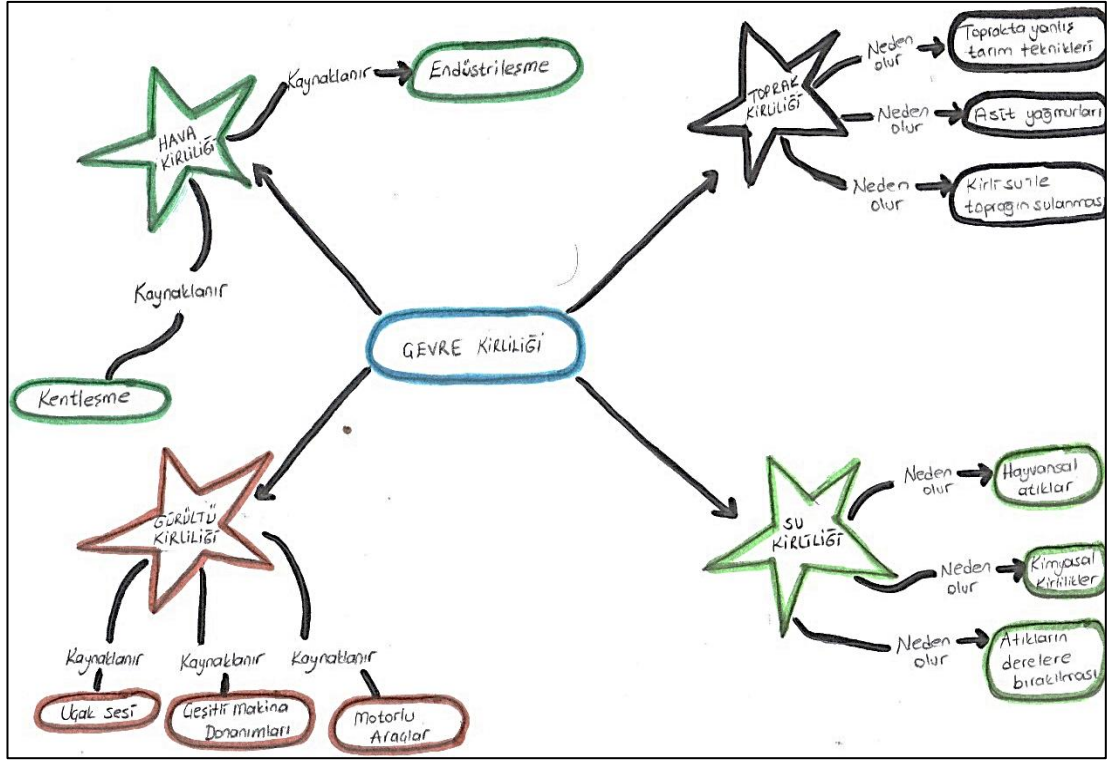 HAVA
KİRLİLİĞİ
Kaynaklanır
Endüstrileşme
Kaynaklanır
Kentleşme
TOPRAK
KİRLİLİĞİ
Neden
olur
Toprakta yanlış
tarım teknikleri
Neden
olur
Asit yağmurları
Neden
olur
Kirli su ile
toprağın sulanması
ÇEVRE KİRLİLİĞİ
GÜRÜLTÜ
KİRLİLİĞİ
Kaynaklanır
Uçak sesi
Kaynaklanır
Çeşitli Makina
Donanımları
Kaynaklanır
Motorlu
Araçlar
SU
KİRLİLİĞİ
Neden
olur
Hayvansal
atıklar
Neden
olur
Kimyasal
Kirlilikler
Neden
olur
Atıkların
derelere
bırakılması